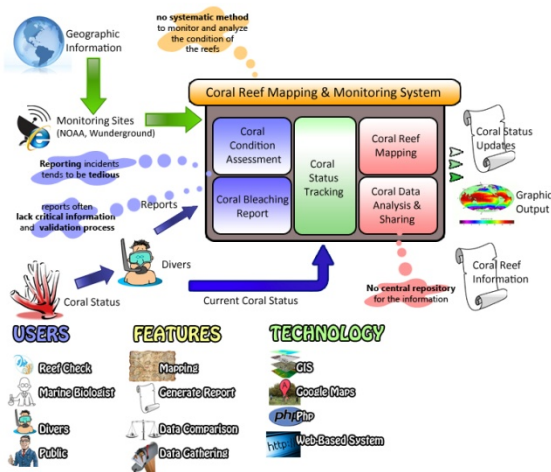 Geographic
Information
no systematic method
to monitor and analyze
the condition of
the reefs
Coral Reef Mapping & Monitoring System
Monitoring Sites
(NOAA, Wunderground)
Reporting incidents
tends to be tedious
reports often
lack critical information
and validation process
Reports
Divers
Coral Status
Current Coral Status
Coral
Condition
Assessment
Coral Bleaching
Report
Coral
Status
Tracking
Coral Reef
Mapping
Coral Data
Analysis &
Sharing
No central repository
for the information
Coral Status
Updates
Graphic
Output
Coral Reef
Information
USERS
Reef Check
Marine Biologist
Divers
Public
FEATURES
Mapping
Generate Report
Data Comparison
Data Gathering
TECHNOLOGY
GIS
Google Maps
php
Php
http:
Web-Based System